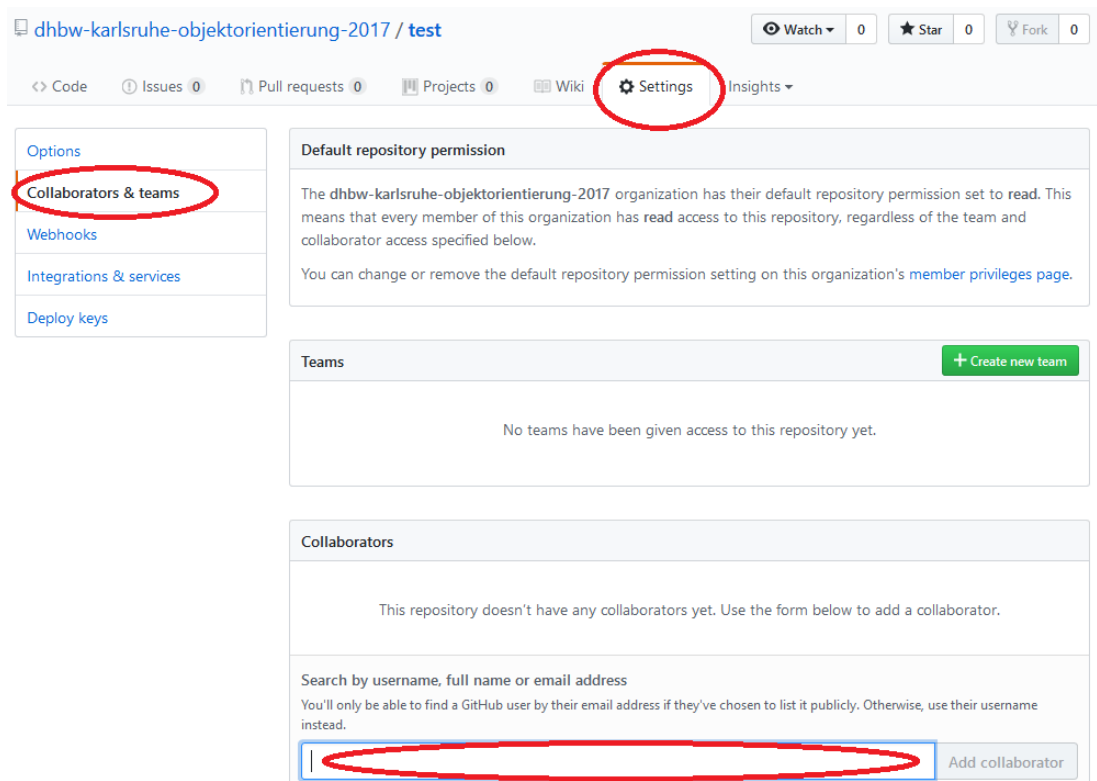 dhbw-karlsruhe-objektorientierung-2017 / test
Watch 0 Star 0 Fork 0
Code Issues 0 Pull requests 0 Projects 0 Wiki Settings Insights
Options
Collaborators & teams
Webhooks
Integrations & services
Deploy keys
Default repository permission
The dhbw-karlsruhe-objektorientierung-2017 organization has their default repository permission set to read. This
means that every member of this organization has read access to this repository, regardless of the team and
collaborator access specified below.
You can change or remove the default repository permission setting on this organization's member privileges page.
Teams
Create new team
No teams have been given access to this repository yet.
Collaborators
This repository doesn't have any collaborators yet. Use the form below to add a collaborator.
Search by username, full name or email address
You'll only be able to find a GitHub user by their email address if they've chosen to list it publicly. Otherwise, use their username
instead.
Add collaborator